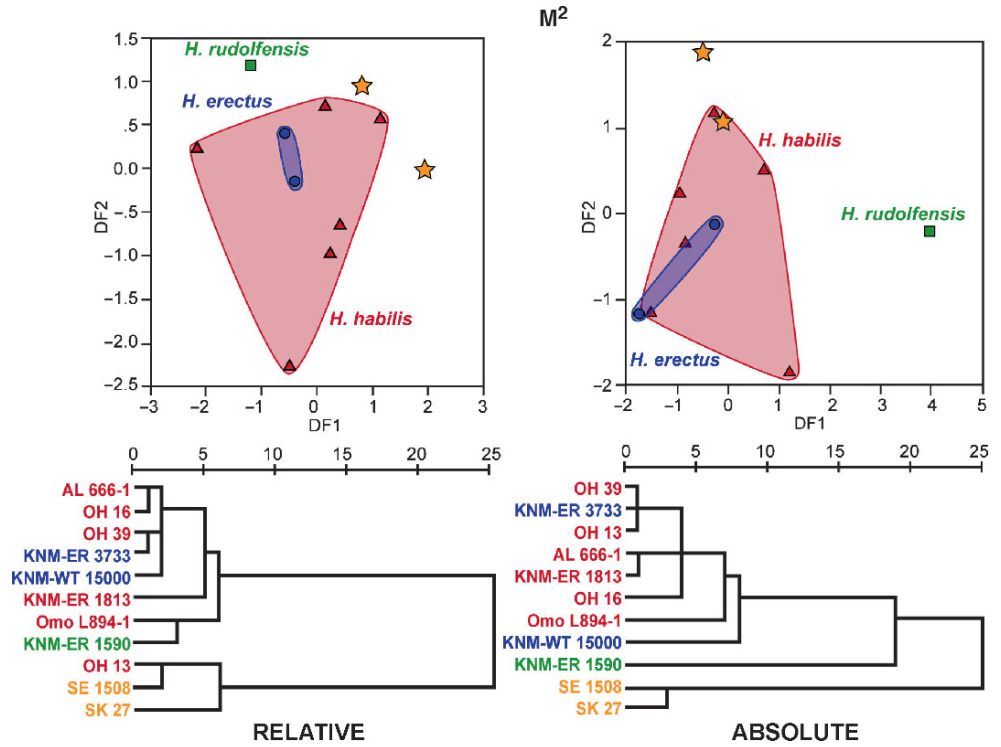 M²
1.5
1.0
.5
0.0
−.5
−1.0
−1.5
−2.0
−2.5
DF2
−3
−2
−1
0
1
2
3
DF1
H. rudolfensis
H. erectus
H. habilis
2
1
0
−1
−2
DF2
−2
−1
0
1
2
3
4
5
DF1
H. habilis
H. rudolfensis
H. erectus
0
5
10
15
20
25
AL 666-1
OH 16
OH 39
KNM-ER 3733
KNM-WT 15000
KNM-ER 1813
Omo L894-1
KNM-ER 1590
OH 13
SE 1508
SK 27
RELATIVE
0
5
10
15
20
25
OH 39
KNM-ER 3733
OH 13
AL 666-1
KNM-ER 1813
OH 16
Omo L894-1
KNM-WT 15000
KNM-ER 1590
SE 1508
SK 27
ABSOLUTE